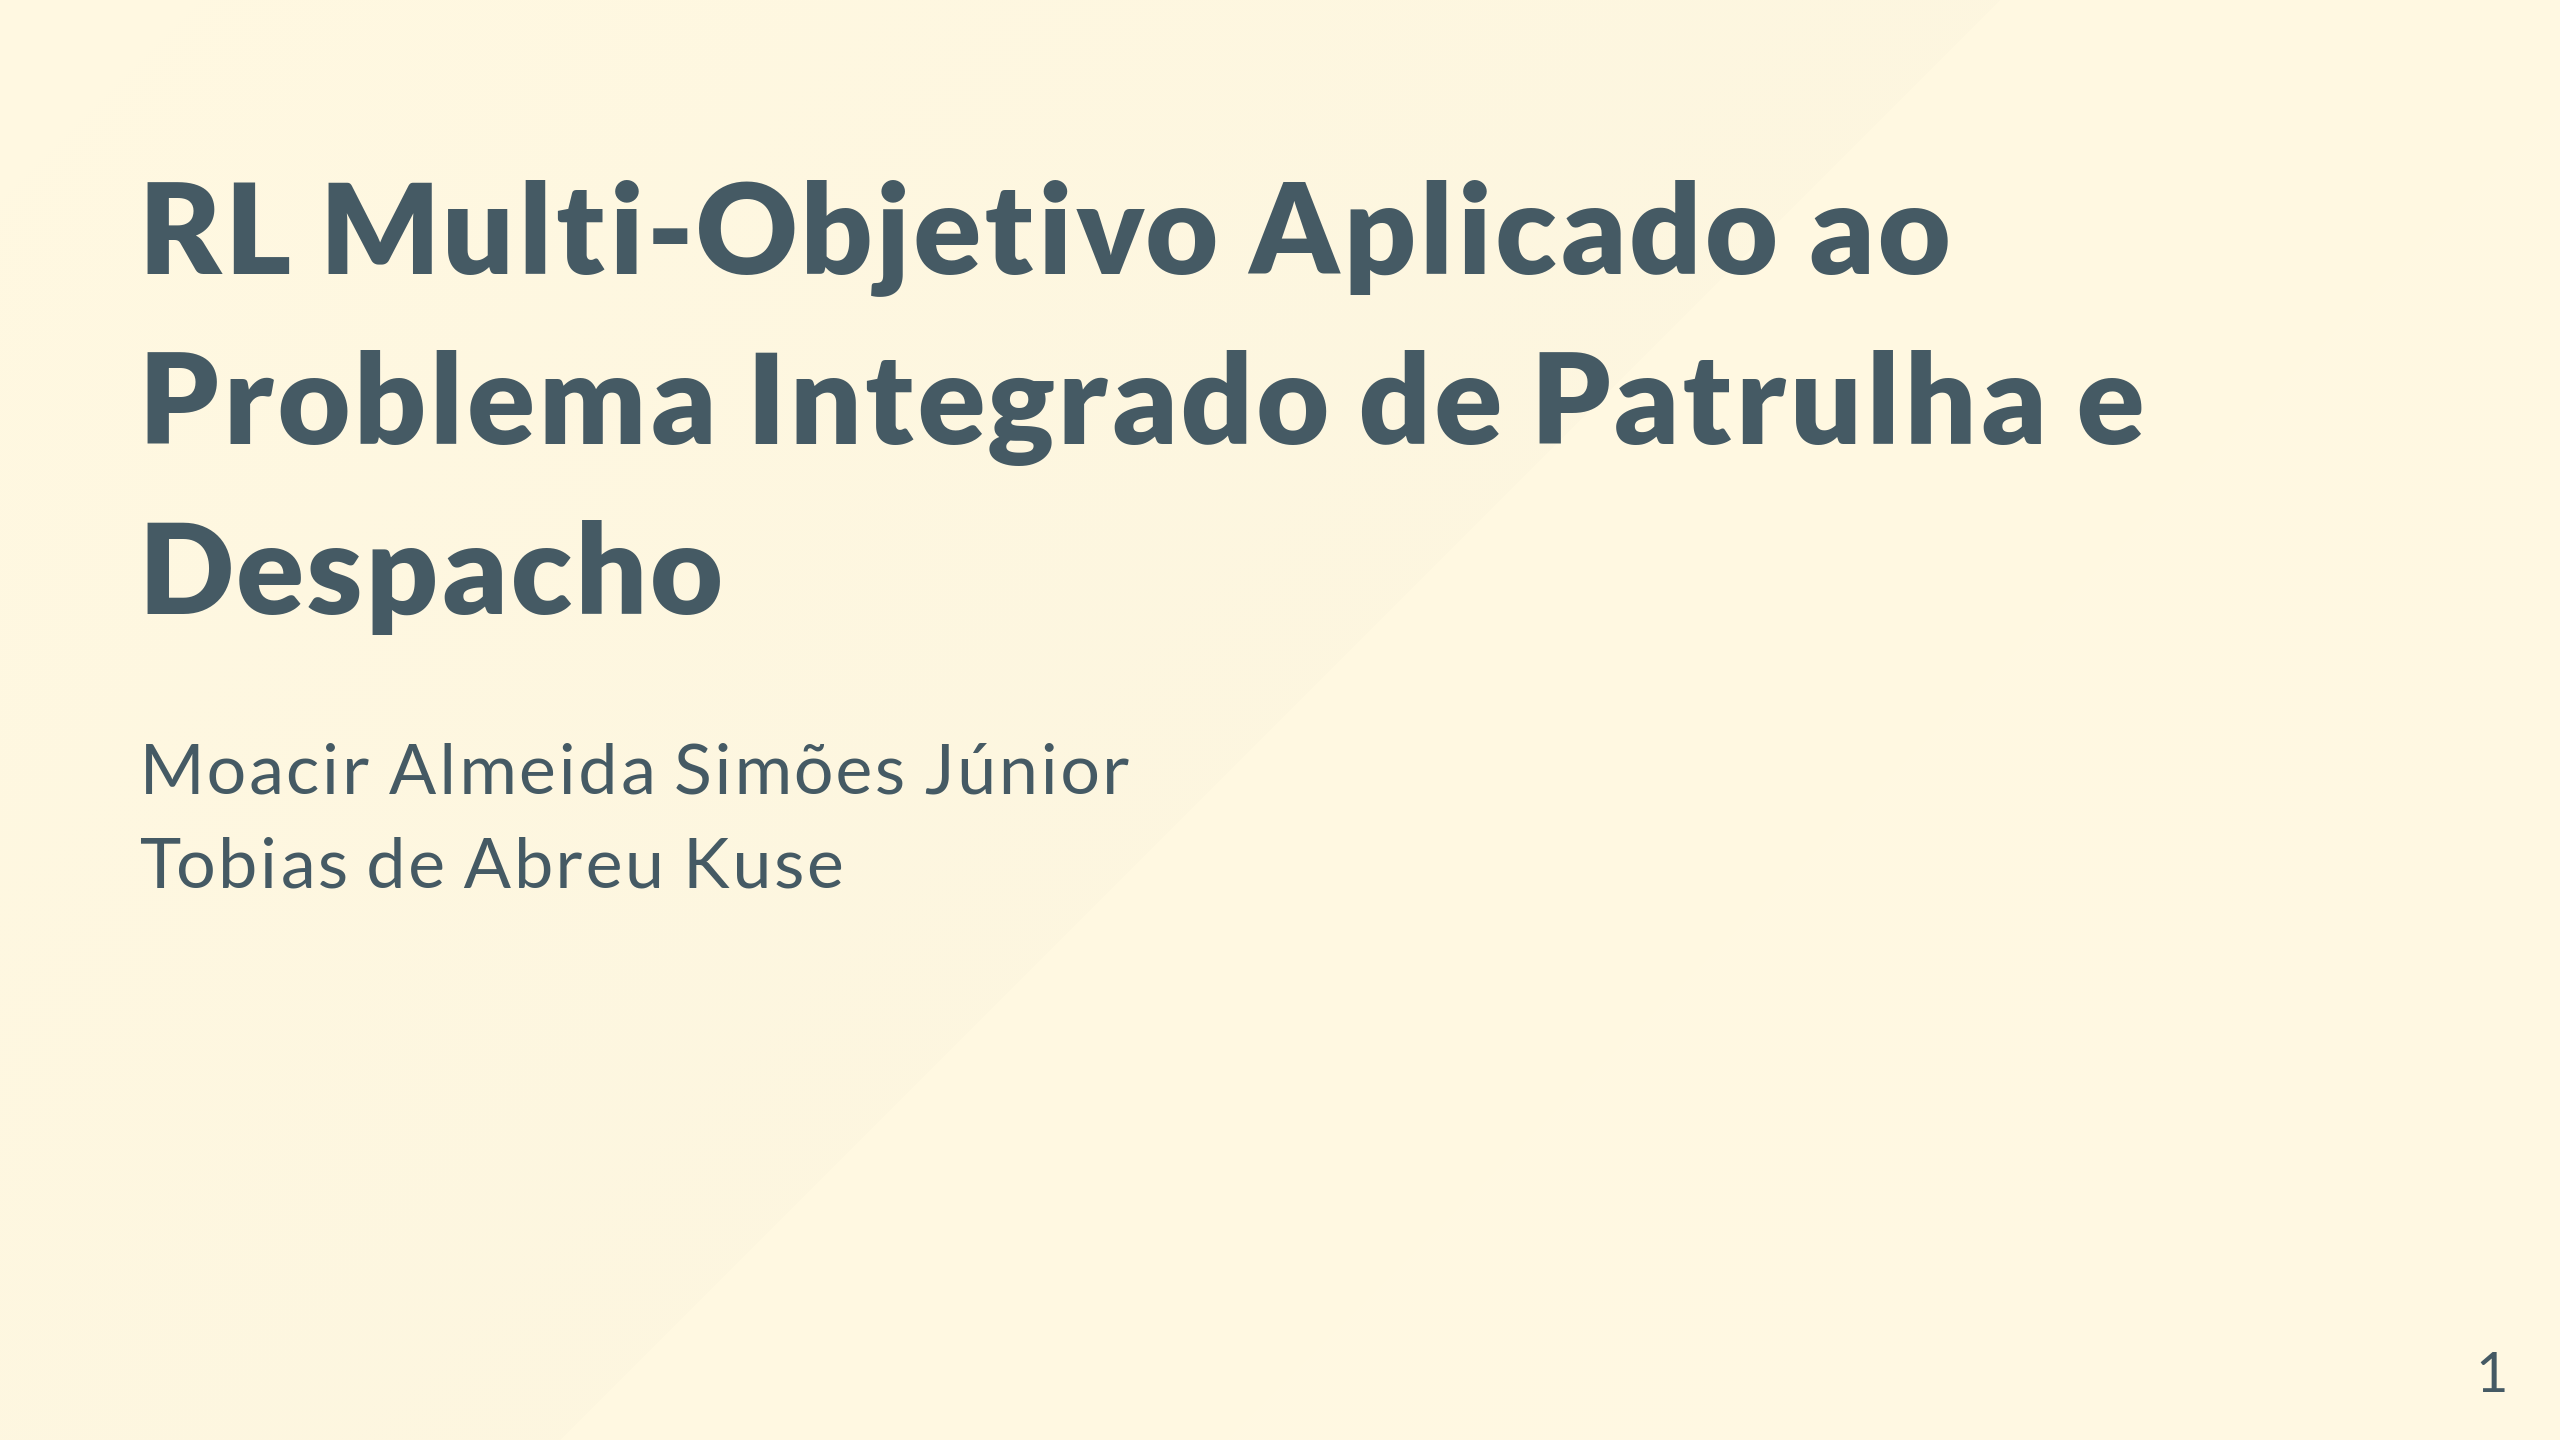 RL Multi-Objetivo Aplicado ao
Problema Integrado de Patrulha e
Despacho
Moacir Almeida Simões Júnior
Tobias de Abreu Kuse
1